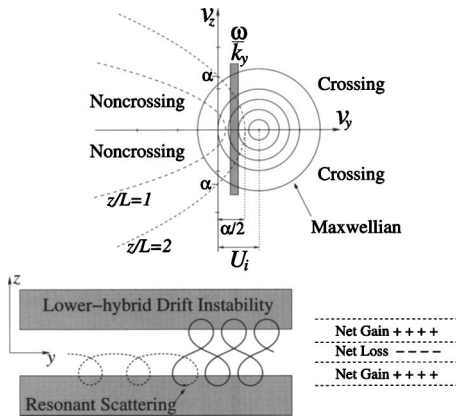 v_z
ω
k_y
α
Crossing
Noncrossing
v_y
Noncrossing
Crossing
α
z/L=1
α/2
Maxwellian
z/L=2
U_i
z
Lower-hybrid Drift Instability
y
Resonant Scattering
Net Gain + + + +
Net Loss - - - -
Net Gain + + + +